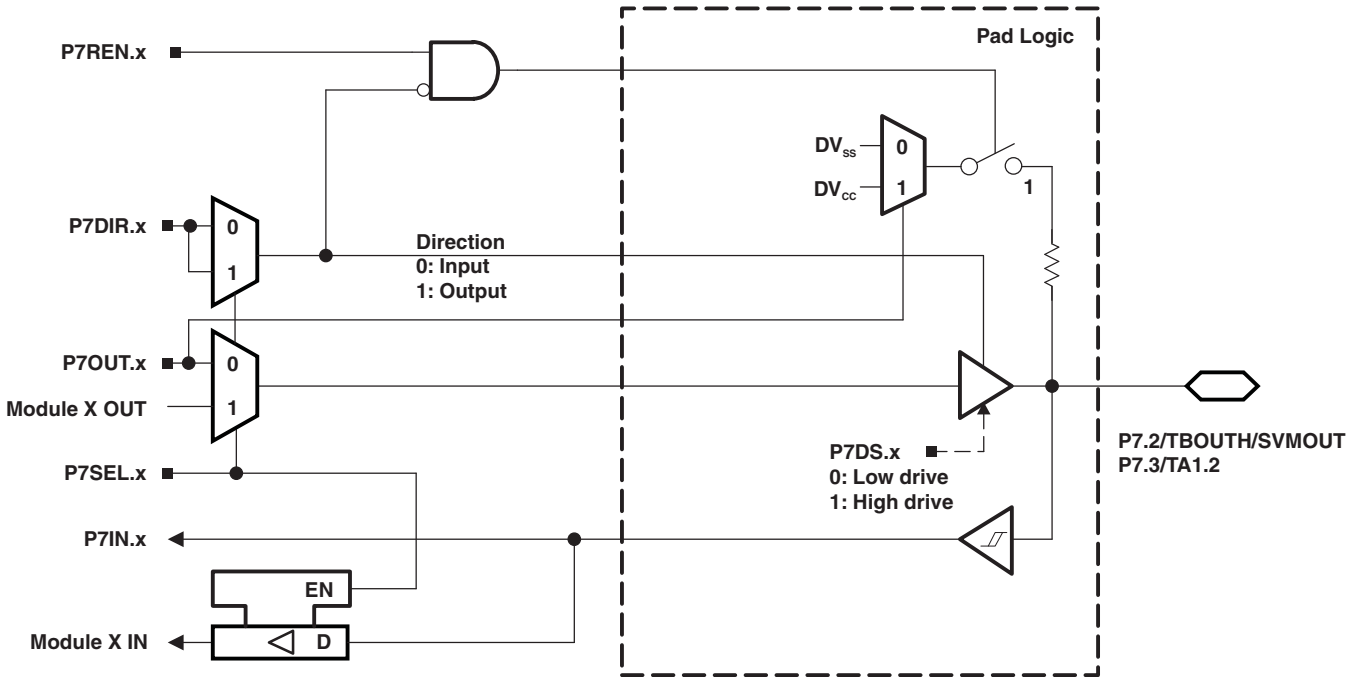 Pad Logic
P7REN.x
DVSS
0
DVCC
1
1
P7DIR.x
0
1
Direction
0: Input
1: Output
P7OUT.x
0
Module X OUT
1
P7DS.x
0: Low drive
1: High drive
P7.2/TBOUTH/SVMOUT
P7.3/TA1.2
P7SEL.x
P7IN.x
EN
Module X IN
D